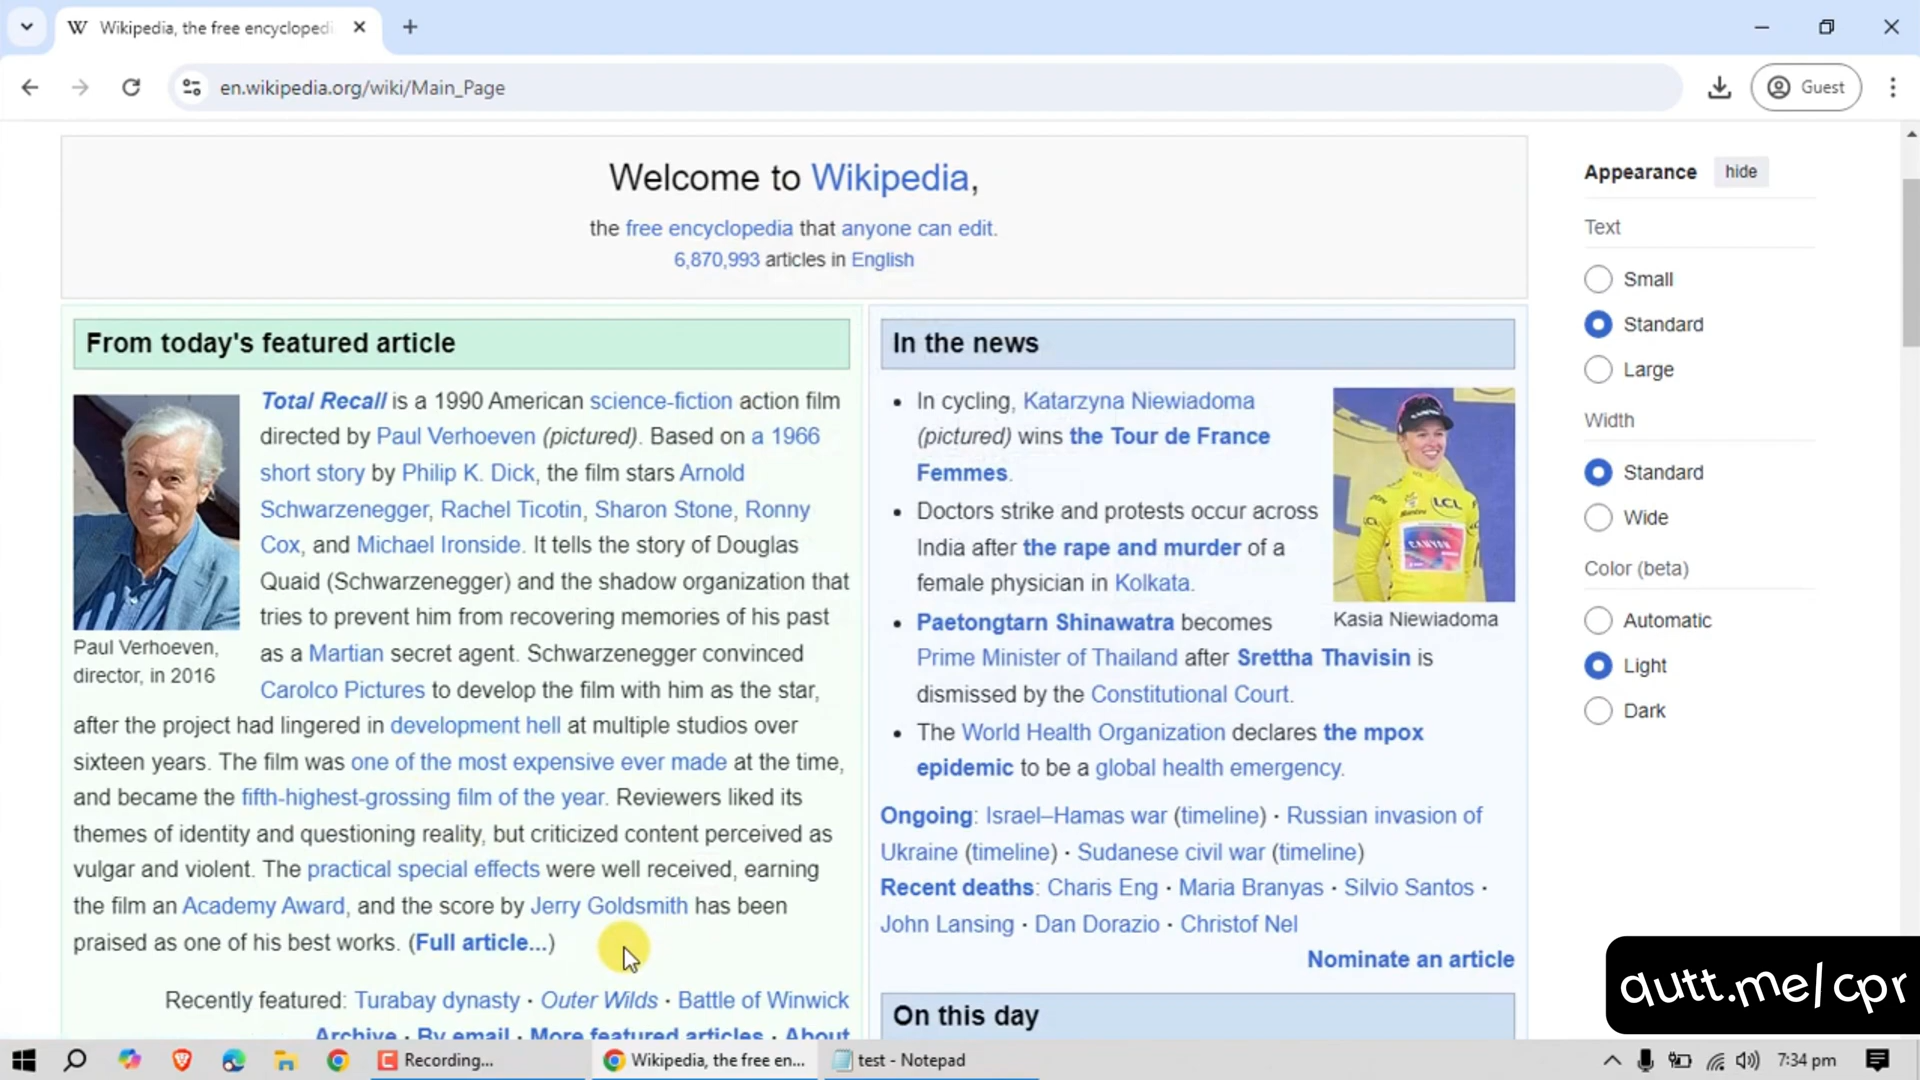 Wikipedia, the free encyclopedi
en.wikipedia.org/wiki/Main_Page
Guest
Welcome to Wikipedia,
the free encyclopedia that anyone can edit.
6,870,993 articles in English
From today's featured article
Total Recall is a 1990 American science-fiction action film
directed by Paul Verhoeven (pictured). Based on a 1966
short story by Philip K. Dick, the film stars Arnold
Schwarzenegger, Rachel Ticotin, Sharon Stone, Ronny
Cox, and Michael Ironside. It tells the story of Douglas
Quaid (Schwarzenegger) and the shadow organization that
tries to prevent him from recovering memories of his past
as a Martian secret agent. Schwarzenegger convinced
Carolco Pictures to develop the film with him as the star,
after the project had lingered in development hell at multiple studios over
sixteen years. The film was one of the most expensive ever made at the time,
and became the fifth-highest-grossing film of the year. Reviewers liked its
themes of identity and questioning reality, but criticized content perceived as
vulgar and violent. The practical special effects were well received, earning
the film an Academy Award, and the score by Jerry Goldsmith has been
praised as one of his best works. (Full article...)
Paul Verhoeven,
director, in 2016
Recently featured: Turabay dynasty · Outer Wilds · Battle of Winwick
Archive · By email · More featured articles · About
In the news
In cycling, Katarzyna Niewiadoma
(pictured) wins the Tour de France
Femmes.
Doctors strike and protests occur across
India after the rape and murder of a
female physician in Kolkata.
Paetongtarn Shinawatra becomes
Prime Minister of Thailand after Srettha Thavisin is
dismissed by the Constitutional Court.
The World Health Organization declares the mpox
epidemic to be a global health emergency.
LCL
CANYON
Kasia Niewiadoma
Ongoing: Israel–Hamas war (timeline) · Russian invasion of
Ukraine (timeline) · Sudanese civil war (timeline)
Recent deaths: Charis Eng · Maria Branyas · Silvio Santos ·
John Lansing · Dan Dorazio · Christof Nel
Nominate an article
On this day
Appearance hide
Text
Small
Standard
Large
Width
Standard
Wide
Color (beta)
Automatic
Light
Dark
qutt.me/cpr
Recording...
Wikipedia, the free en...
test - Notepad
7:34 pm